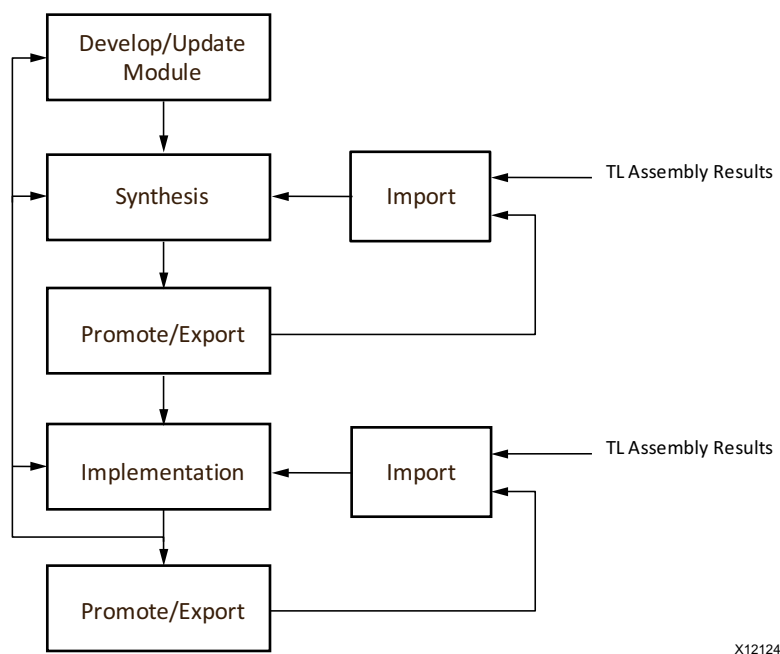 Develop/Update
Module
Synthesis
Import
TL Assembly Results
Promote/Export
Implementation
Import
TL Assembly Results
Promote/Export
X12124